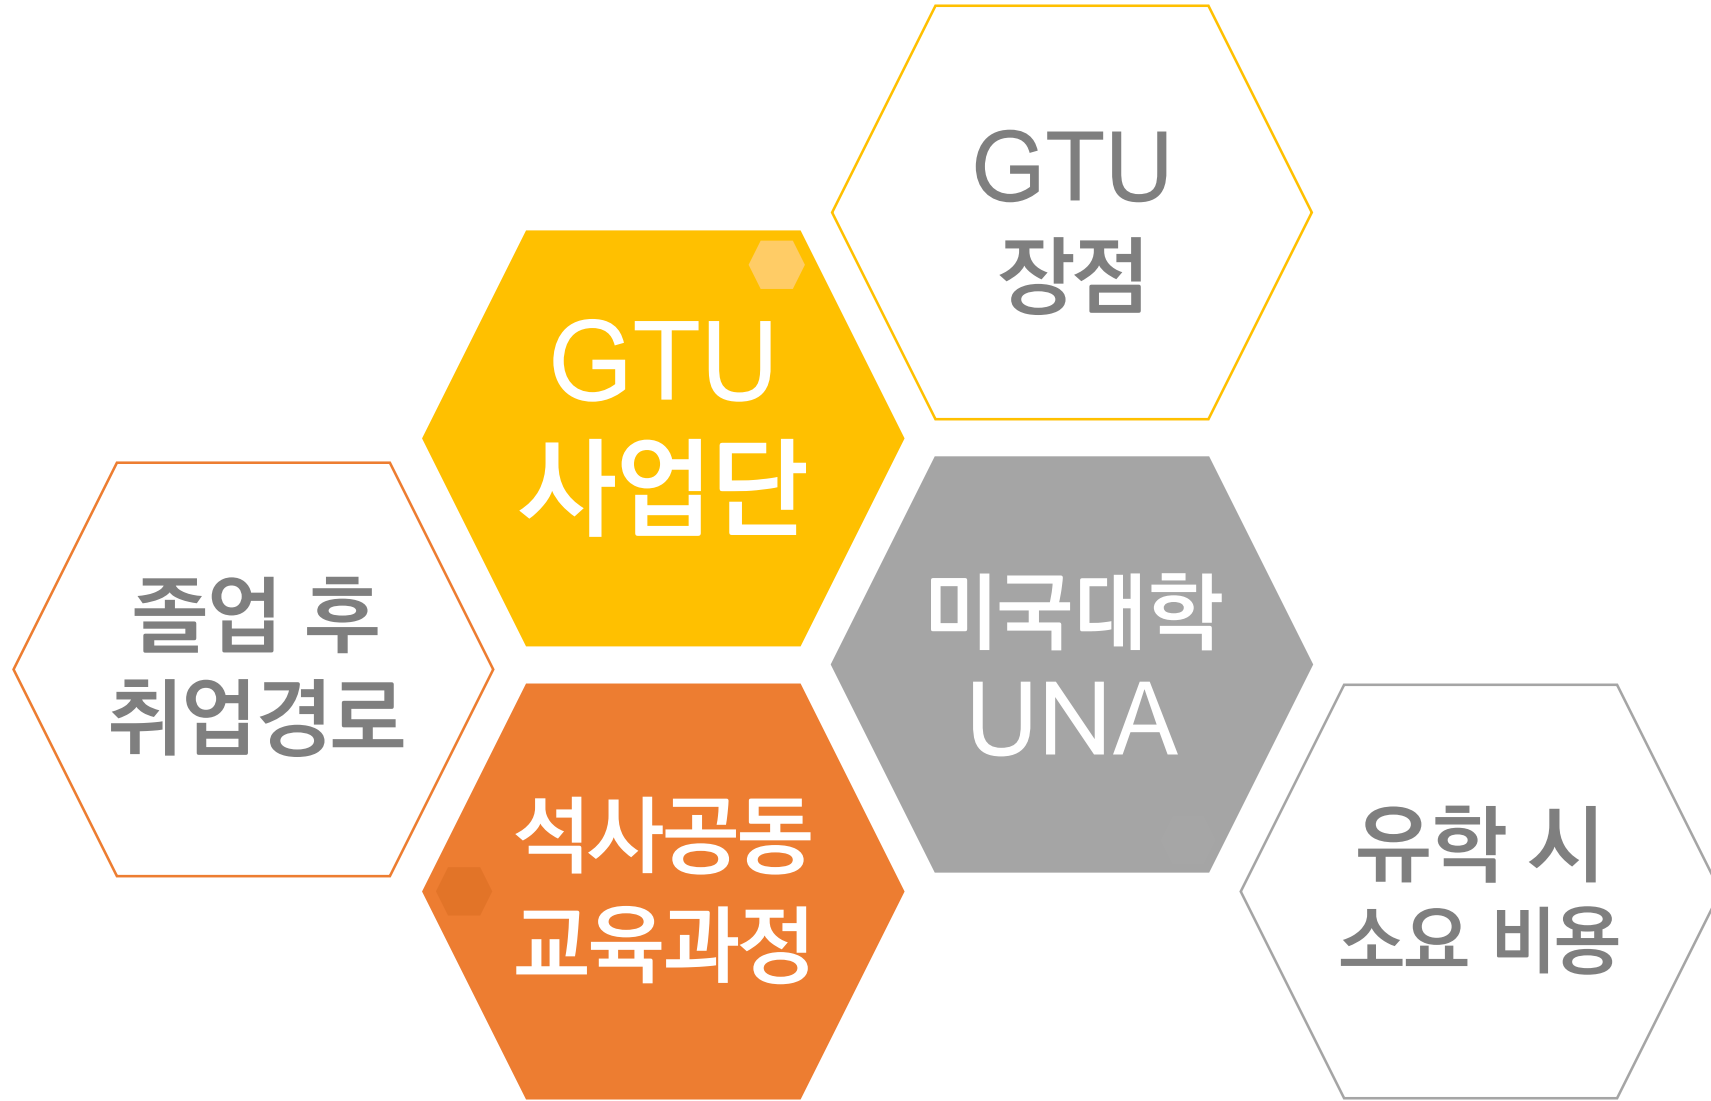 GTU
장점
GTU
사업단
졸업 후
취업경로
미국대학
UNA
석사공동
교육과정
유학 시
소요 비용